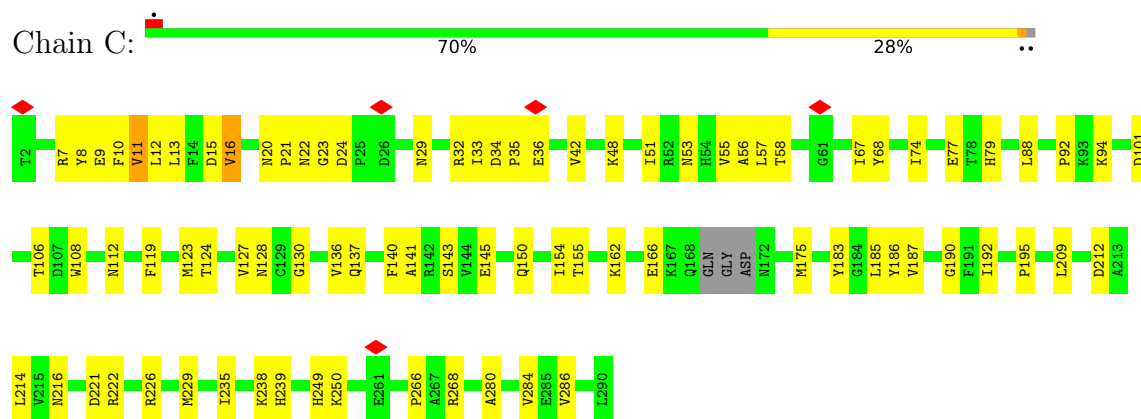 Chain C:
70% 28%
T2 R7 Y8 E9 F10 V11 L12 L13 F14 D15 V16 N20 P21 N22 G23 D24 P25 D26 N29 R32 I33 D34 P35 E36 V42 K48 I51 R52 N53 H54 V55 A56 L57 T58 G61 I67 Y68 I74 E77 T78 H79 L88 P92 K93 K94 D101
T106 D107 W108 N112 F119 M123 T124 V127 N128 C129 G130 V136 Q137 F140 A141 R142 S143 V144 E145 Q150 I154 T155 K162 E166 K167 Q168 GLN GLY ASP N172 M175 Y183 G184 L185 Y186 V187 G190 F191 I192 P195 L209 D212 A213
L214 V215 N216 D221 R222 R226 M229 I235 K238 H239 H249 K250 E261 P266 A267 R268 A280 V284 E285 V286 L290